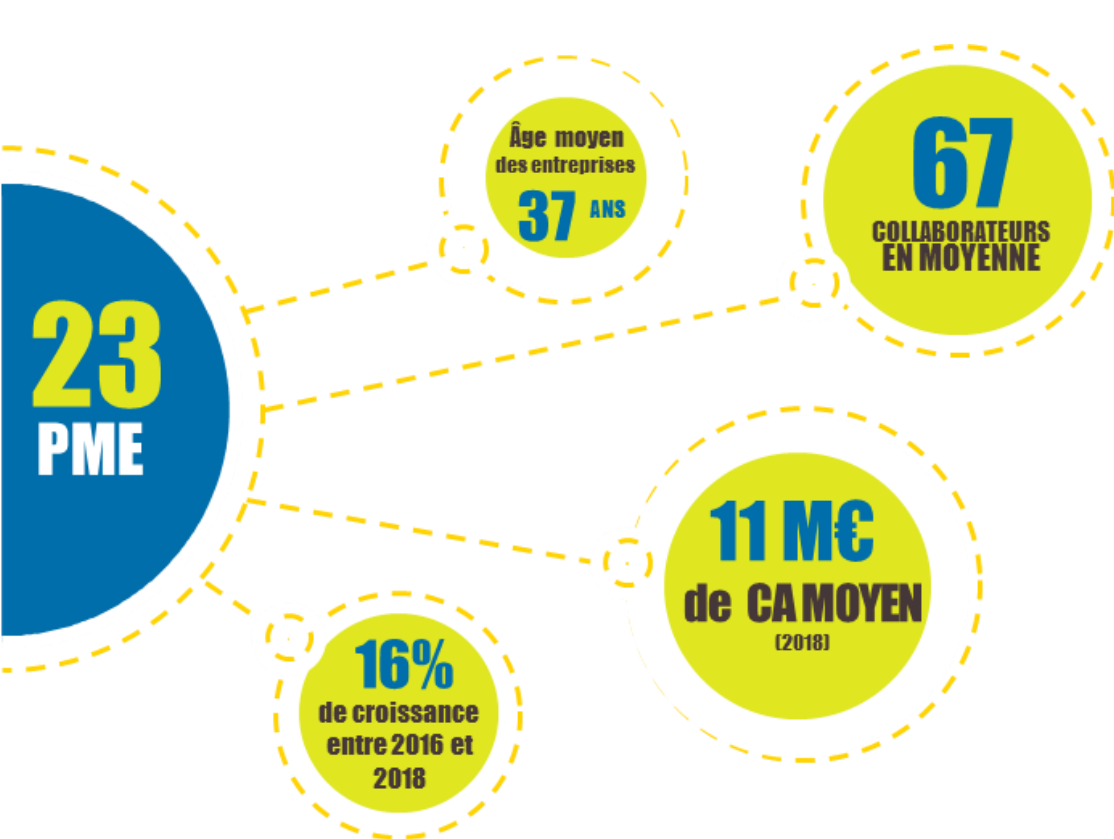 23
PME
Âge moyen
des entreprises
37 ANS
67
COLLABORATEURS
EN MOYENNE
11 M€
de CA MOYEN
(2018)
16%
de croissance
entre 2016 et
2018